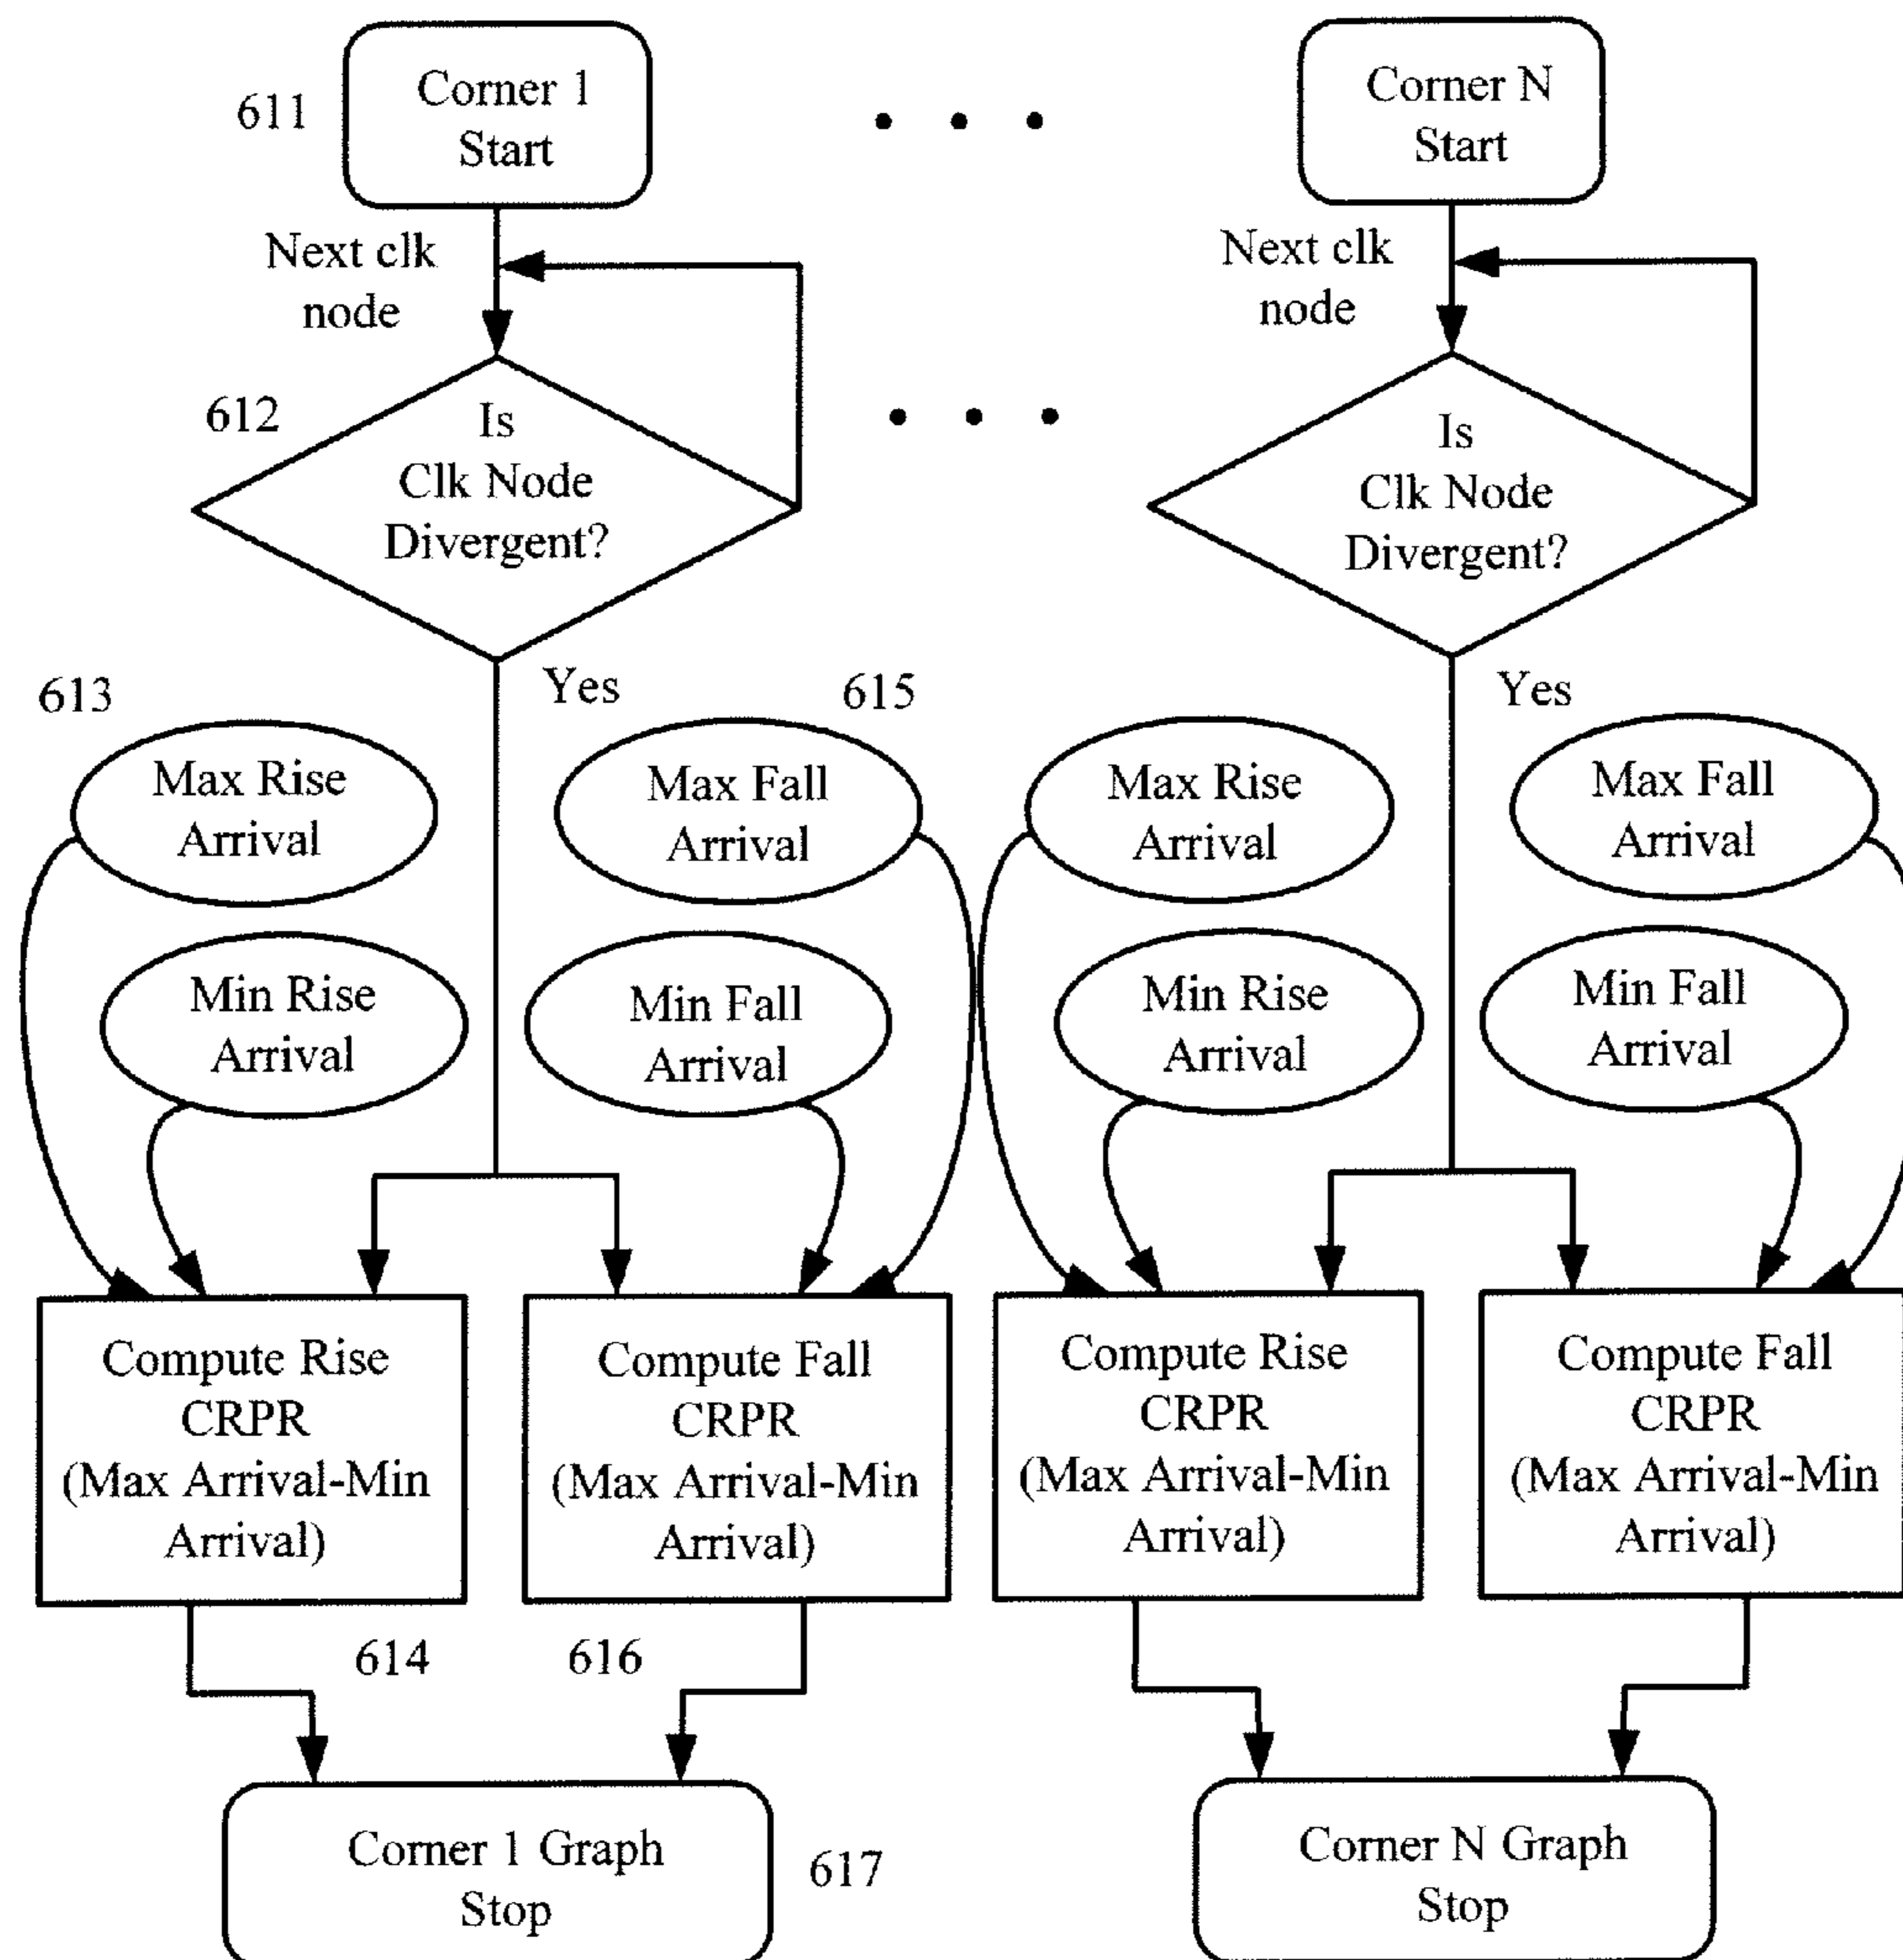 611
Corner 1
Start
Corner N
Start
Next clk
node
Next clk
node
612
Is
Clk Node
Divergent?
Is
Clk Node
Divergent?
613
Yes
615
Yes
Max Rise
Arrival
Max Fall
Arrival
Max Rise
Arrival
Max Fall
Arrival
Min Rise
Arrival
Min Fall
Arrival
Min Rise
Arrival
Min Fall
Arrival
Compute Rise
CRPR
(Max Arrival-Min
Arrival)
Compute Fall
CRPR
(Max Arrival-Min
Arrival)
Compute Rise
CRPR
(Max Arrival-Min
Arrival)
Compute Fall
CRPR
(Max Arrival-Min
Arrival)
614
616
Corner 1 Graph
Stop
617
Corner N Graph
Stop